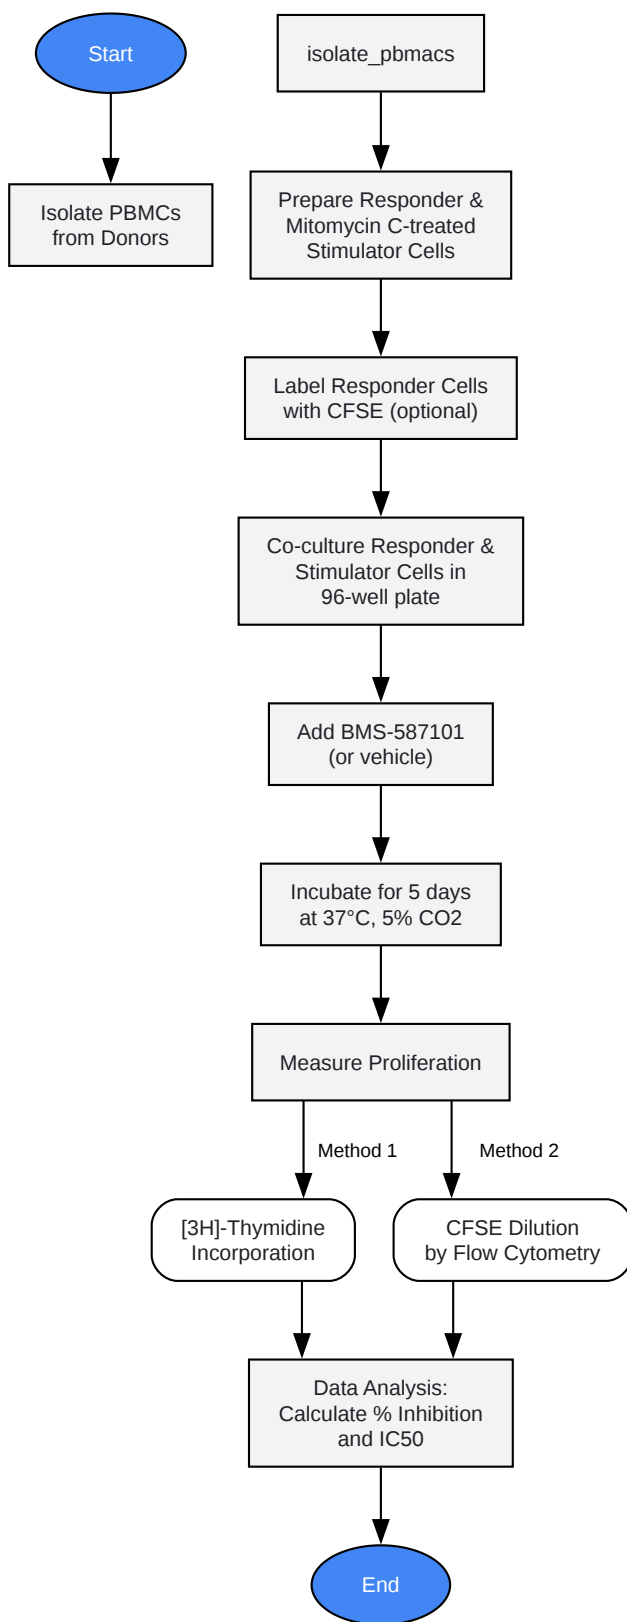 Start
isolate_pbmacs
Isolate PBMCs
from Donors
Prepare Responder &
Mitomycin C-treated
Stimulator Cells
Label Responder Cells
with CFSE (optional)
Co-culture Responder &
Stimulator Cells in
96-well plate
Add BMS-587101
(or vehicle)
Incubate for 5 days
at 37°C, 5% CO2
Measure Proliferation
Method 1
Method 2
[3H]-Thymidine
Incorporation
CFSE Dilution
by Flow Cytometry
Data Analysis:
Calculate % Inhibition
and IC50
End